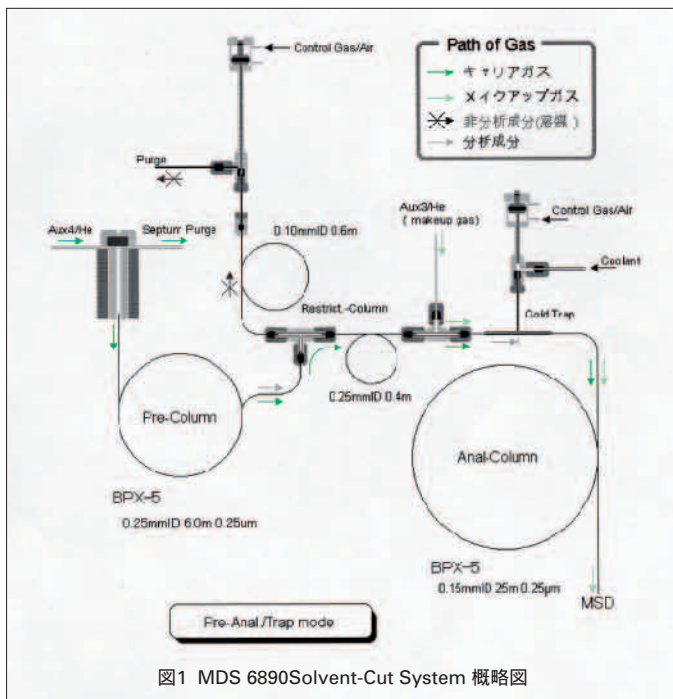 Control Gas/Air
Path of Gas
キャリアガス
メイクアップガス
非分析成分(溶媒)
分析成分
Purge
Aux4/He
Septum Purge
0.10mmID 0.6m
Aux3/He
( makeup gas)
Control Gas/Air
Coolant
Restrict.-Column
Cold Trap
0.25mmID 0.4m
Pre-Column
Anal-Column
BPX-5
0.25mmID 6.0m 0.25um
BPX-5
0.15mmID 25m 0.25μm
MSD
Pre-Anal./Trap mode
図1 MDS 6890Solvent-Cut System 概略図